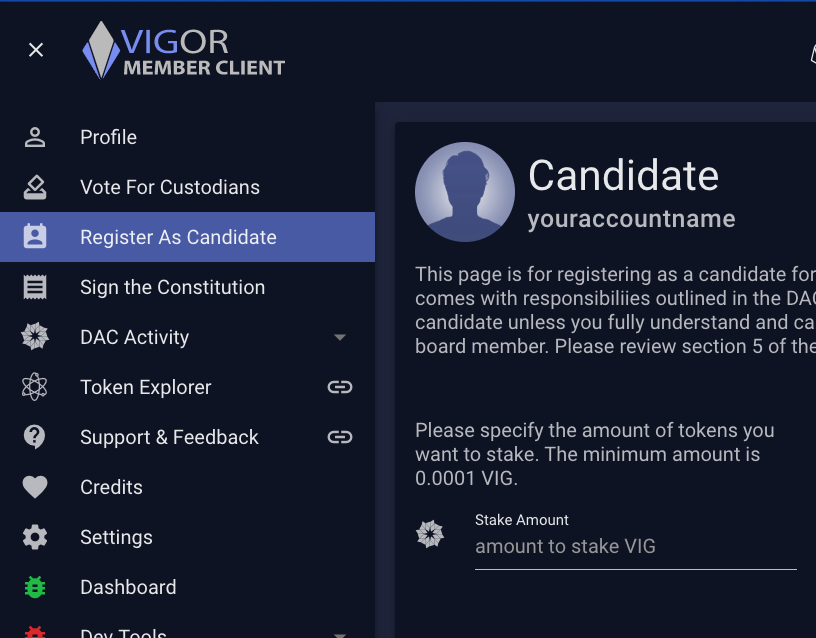 VIGOR
MEMBER CLIENT
Profile
Vote For Custodians
Register As Candidate
Sign the Constitution
DAC Activity
Token Explorer
Support & Feedback
Credits
Settings
Dashboard
Dev Tools
Candidate
youraccountname
This page is for registering as a candidate for
comes with responsibiliies outlined in the DAC
candidate unless you fully understand and ca
board member. Please review section 5 of the
Please specify the amount of tokens you
want to stake. The minimum amount is
0.0001 VIG.
Stake Amount
amount to stake VIG